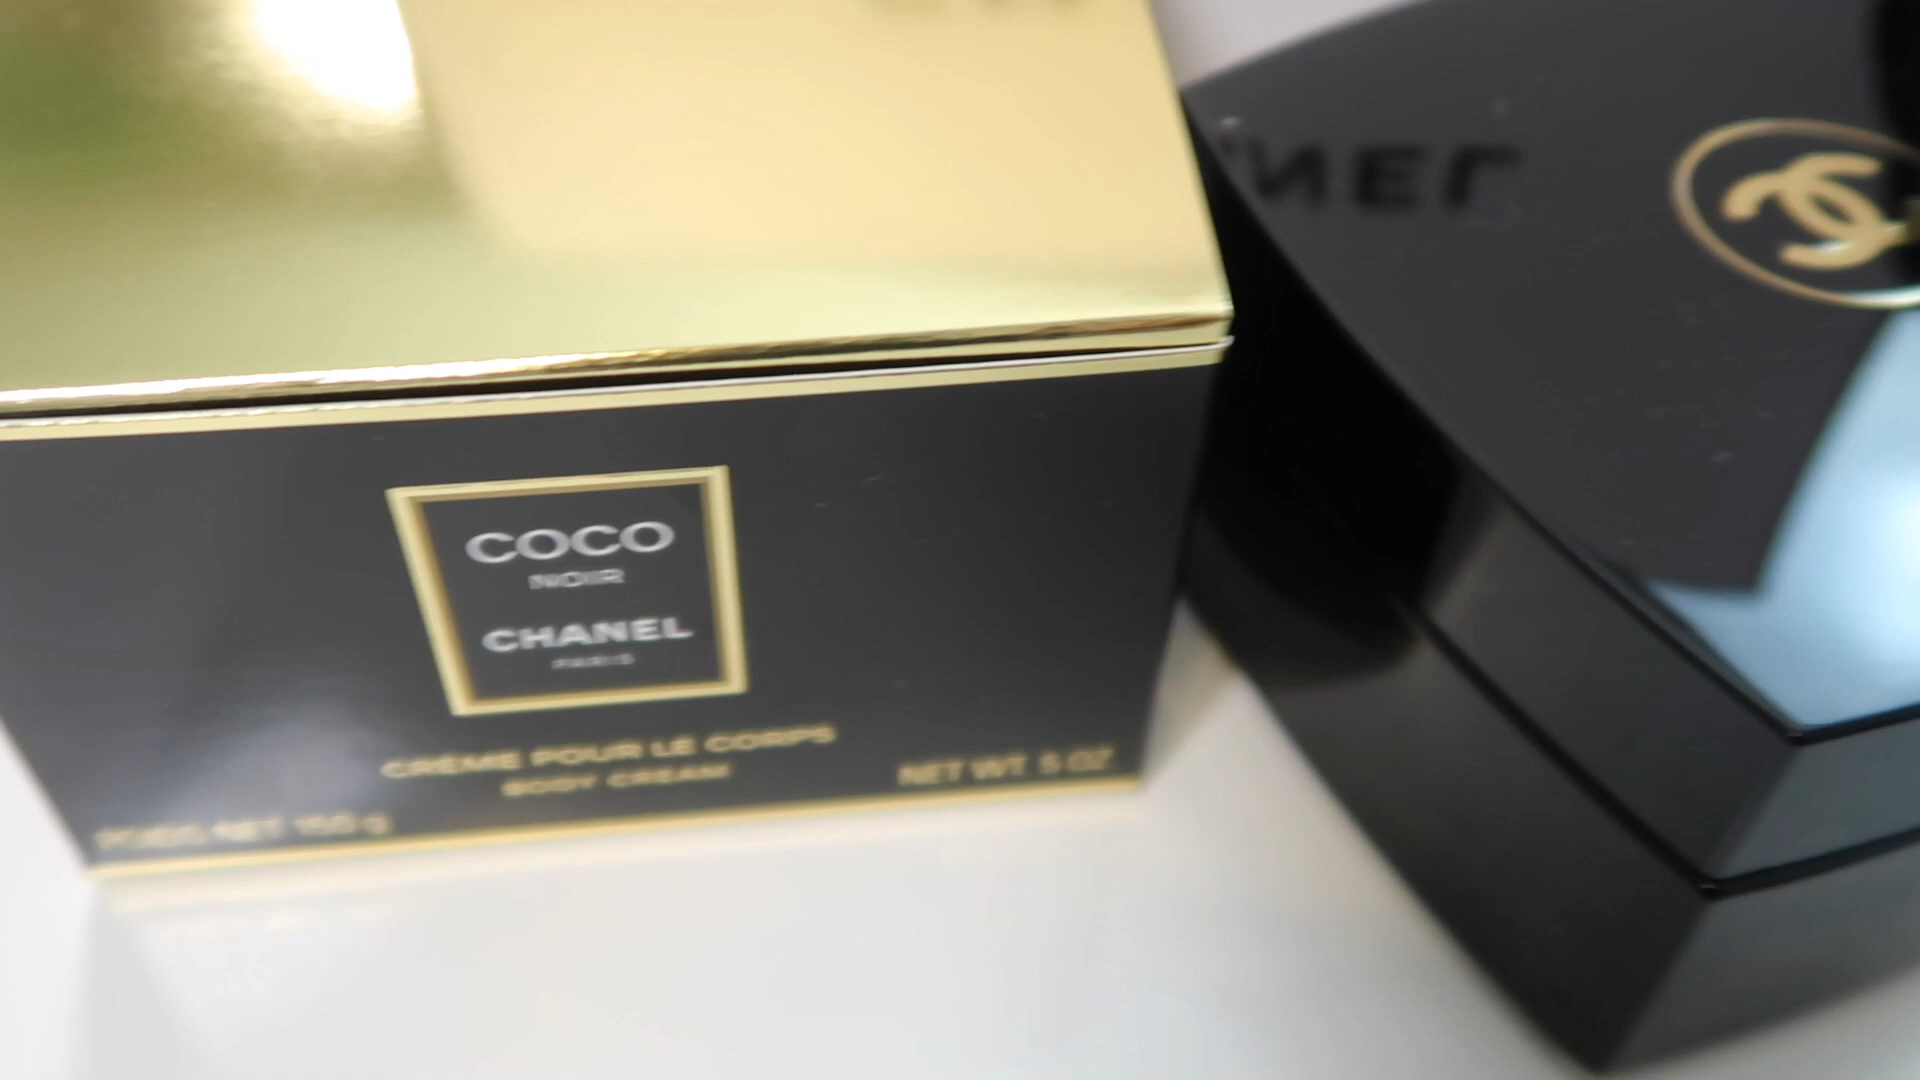 COCO
NOIR
CHANEL
PARIS
CRÈME POUR LE CORPS
BODY CREAM
POIDS NET 150 g
NET WT. 5 OZ